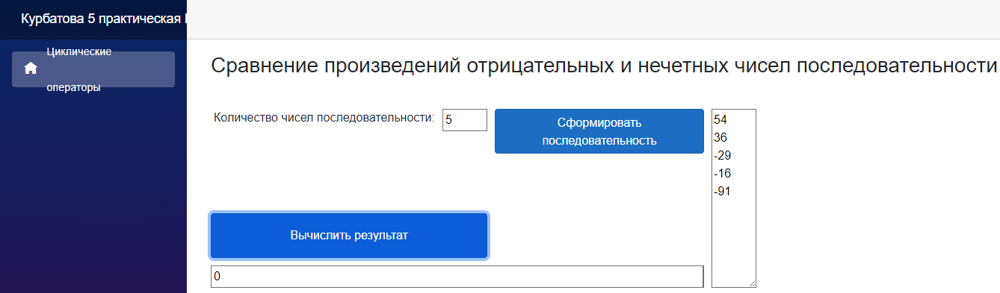 Курбатова 5 практическая
Циклические
операторы
Сравнение произведений отрицательных и нечетных чисел последовательности
Количество чисел последовательности:
5
Сформировать
последовательность
54
36
-29
-16
-91
Вычислить результат
0